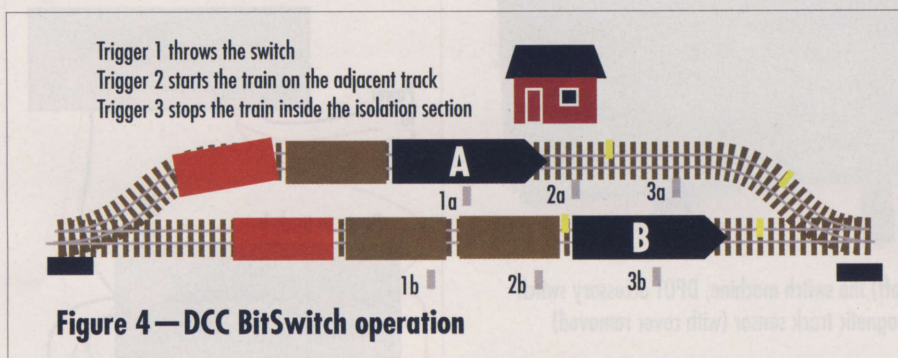 Trigger 1 throws the switch
Trigger 2 starts the train on the adjacent track
Trigger 3 stops the train inside the isolation section
A
1a 2a 3a
B
1b 2b 3b
Figure 4—DCC BitSwitch operation